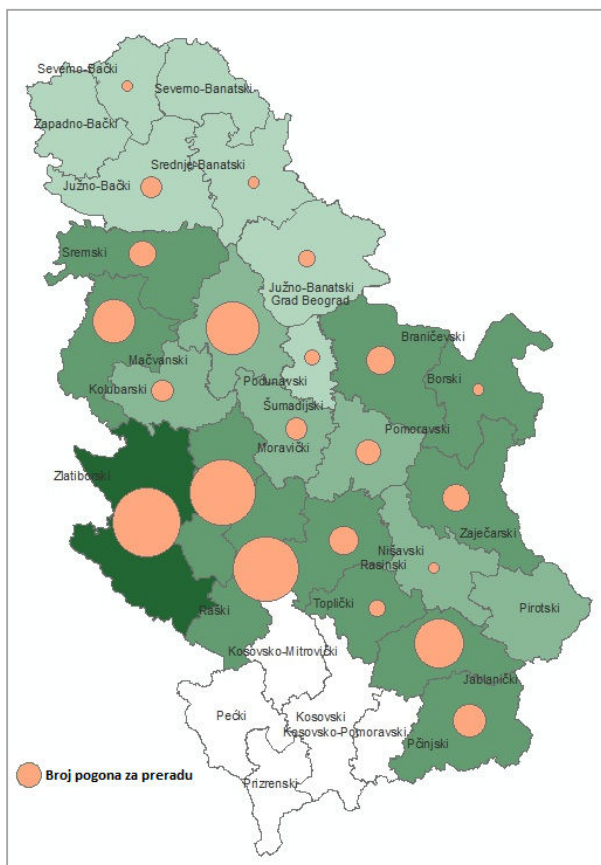 Severno-Bački
Severno-Banatski
Zapadno-Bački
Srednje-Banatski
Južno-Bački
Sremski
Južno-Banatski
Grad Beograd
Braničevski
Mačvanski
Borski
Podunavski
Kolubarski
Šumadijski
Pomoravski
Moravički
Zlatiborski
Zaječarski
Nišavski
Rasinski
Raški
Toplički
Pirotski
Kosovsko-Mitrovički
Jablanički
Pećki
Kosovski
Kosovsko-Pomoravski
Pčinjski
Broj pogona za preradu
Prizrenski